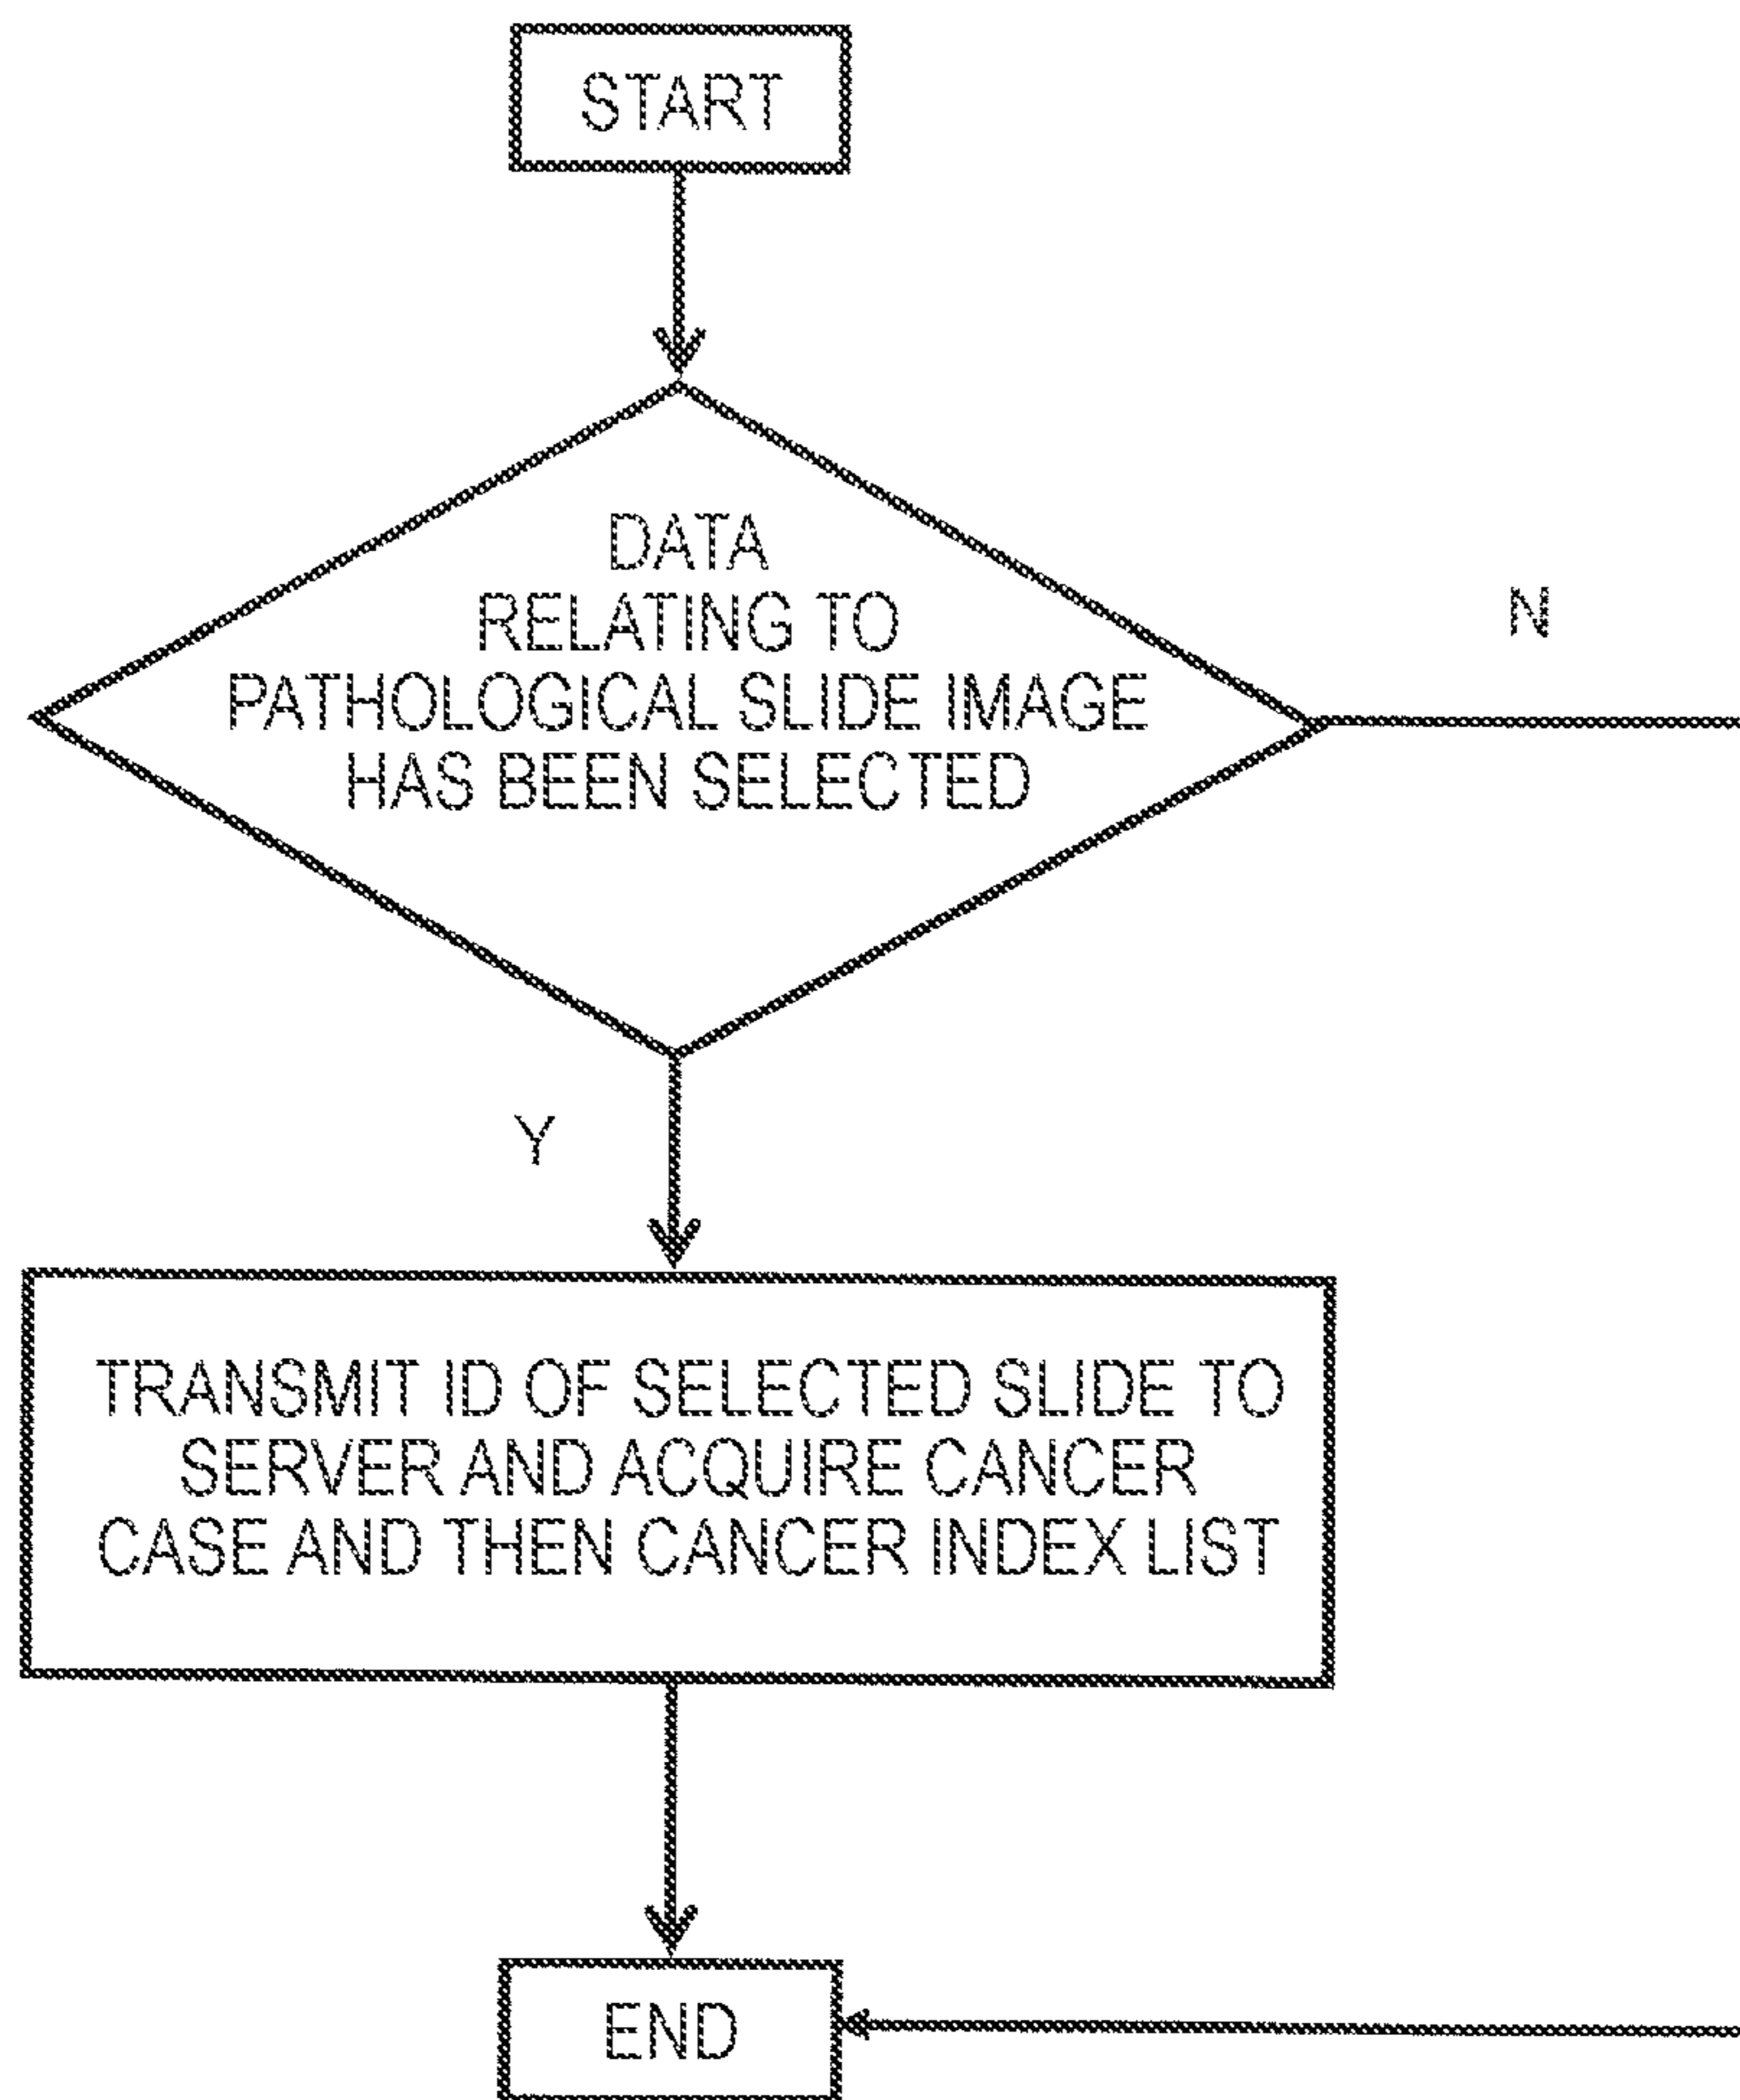 START
DATA
RELATING TO
PATHOLOGICAL SLIDE IMAGE
HAS BEEN SELECTED
N
Y
TRANSMIT ID OF SELECTED SLIDE TO
SERVER AND ACQUIRE CANCER
CASE AND THEN CANCER INDEX LIST
END